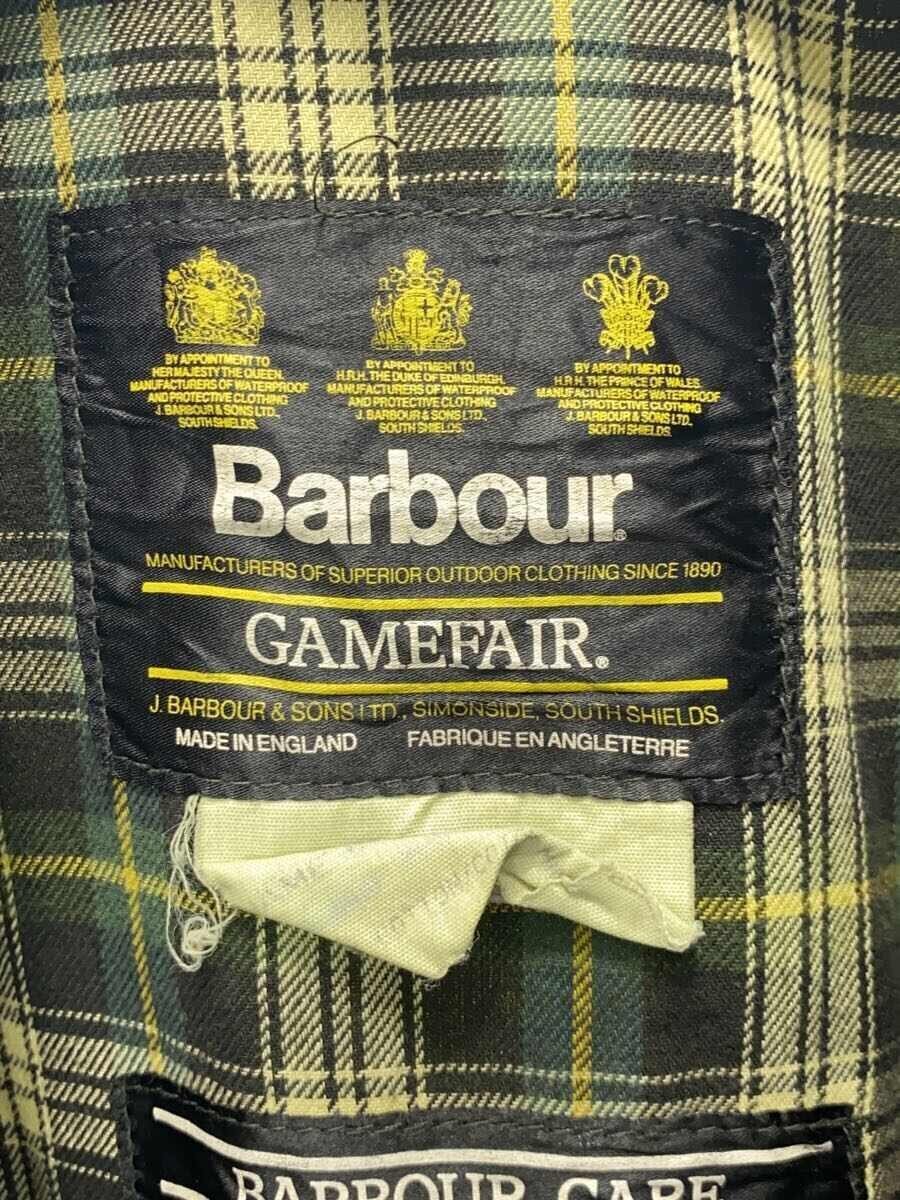 BY APPOINTMENT TO
HER MAJESTY THE QUEEN.
MANUFACTURERS OF WATERPROOF
AND PROTECTIVE CLOTHING
J. BARBOUR & SONS LTD.
SOUTH SHIELDS.
BY APPOINTMENT TO
H.R.H. THE DUKE OF EDINBURGH.
MANUFACTURERS OF WATERPROOF
AND PROTECTIVE CLOTHING
J. BARBOUR & SONS LTD.
SOUTH SHIELDS.
BY APPOINTMENT TO
H.R.H. THE PRINCE OF WALES.
MANUFACTURERS OF WATERPROOF
AND PROTECTIVE CLOTHING
J. BARBOUR & SONS LTD.
SOUTH SHIELDS.
Barbour®
MANUFACTURERS OF SUPERIOR OUTDOOR CLOTHING SINCE 1890
GAMEFAIR®
J. BARBOUR & SONS LTD., SIMONSIDE, SOUTH SHIELDS.
MADE IN ENGLAND FABRIQUE EN ANGLETERRE
BARBOUR CARE